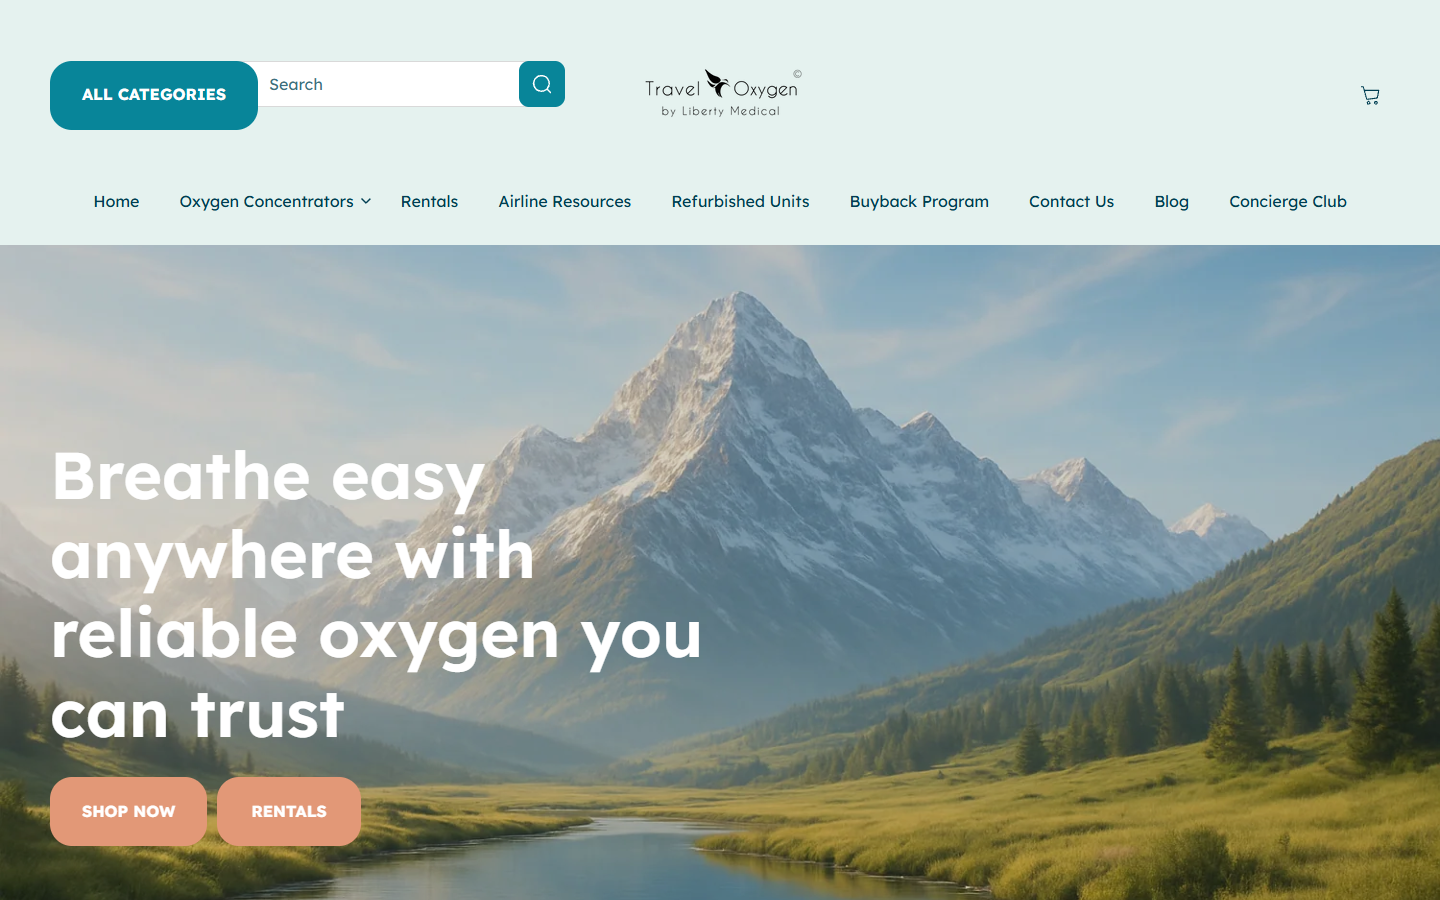 ALL CATEGORIES
Search
Travel Oxygen ©
by Liberty Medical
Home
Oxygen Concentrators
Rentals
Airline Resources
Refurbished Units
Buyback Program
Contact Us
Blog
Concierge Club
Breathe easy
anywhere with
reliable oxygen you
can trust
SHOP NOW
RENTALS